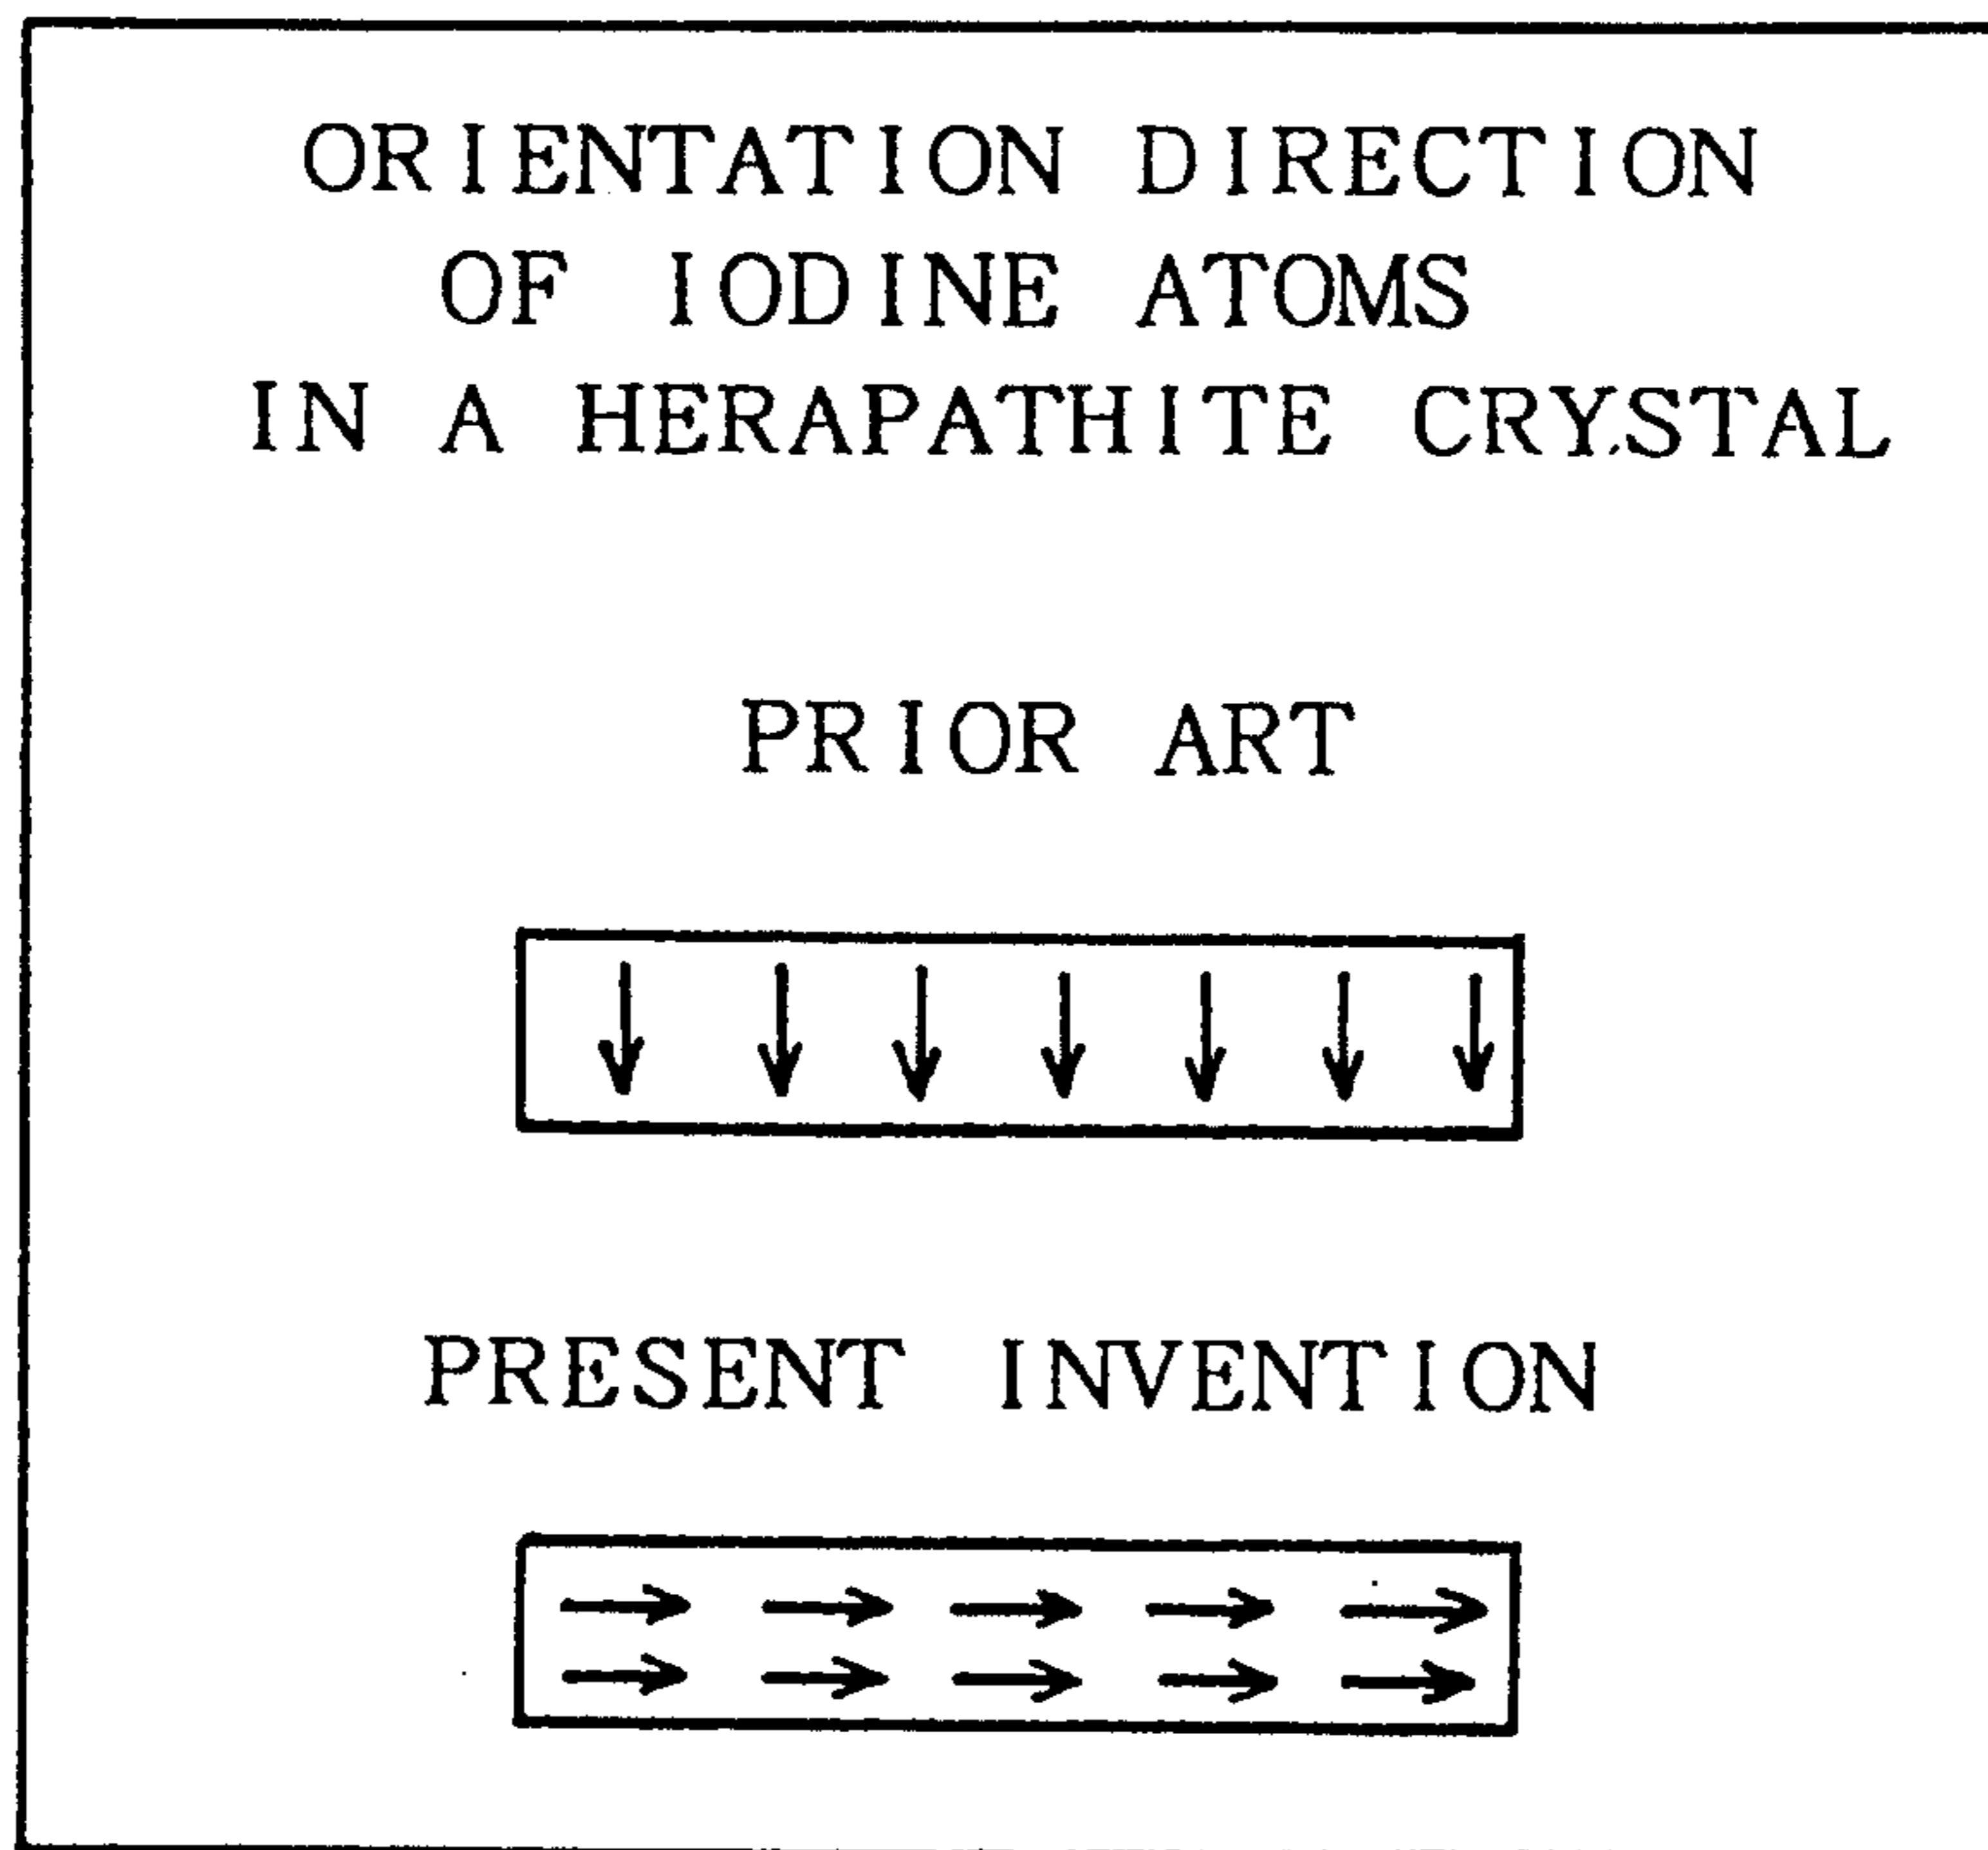 ORIENTATION DIRECTION
OF IODINE ATOMS
IN A HERAPATHITE CRYSTAL
PRIOR ART
PRESENT INVENTION